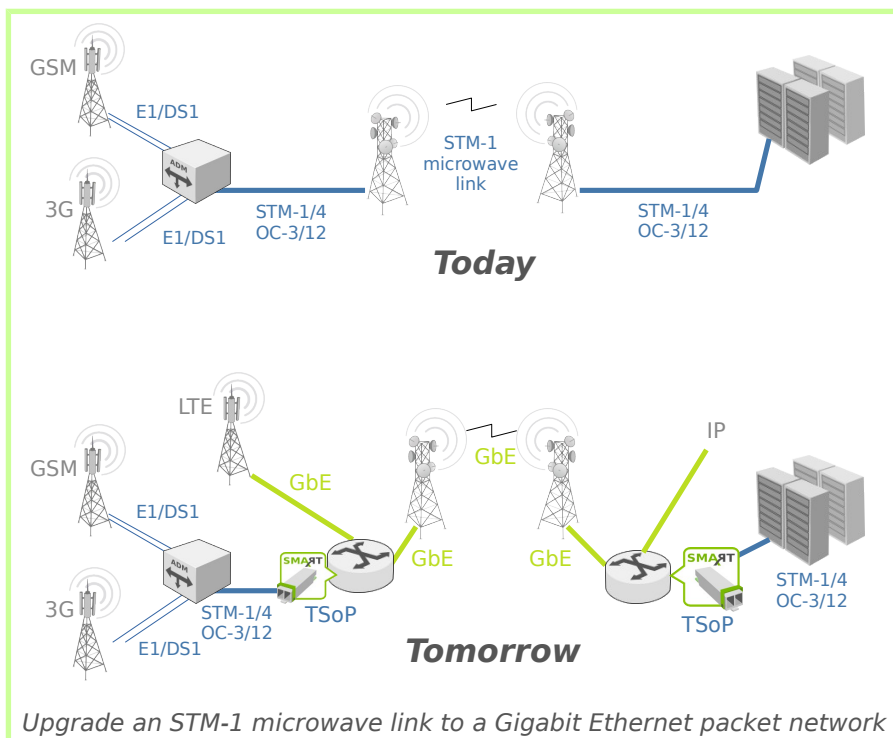 GSM
E1/DS1
ADM
3G
E1/DS1
STM-1/4
OC-3/12
STM-1
microwave
link
STM-1/4
OC-3/12
Today
LTE
GSM
GbE
E1/DS1
ADM
3G
E1/DS1
STM-1/4
OC-3/12
SMART
TSoP
GbE
GbE
GbE
IP
SMART
TSoP
STM-1/4
OC-3/12
Tomorrow
Upgrade an STM-1 microwave link to a Gigabit Ethernet packet network